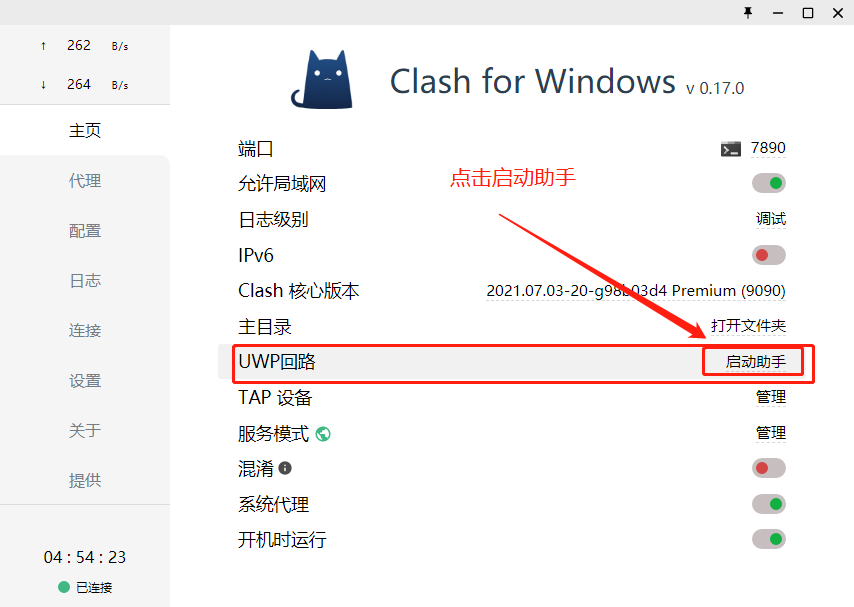 ↑ 262 B/s
↓ 264 B/s
主页
代理
配置
日志
连接
设置
关于
提供
04 : 54 : 23
已连接
Clash for Windows v 0.17.0
端口 7890
点击启动助手
允许局域网
日志级别 调试
IPv6
Clash 核心版本 2021.07.03-20-g98b03d4 Premium (9090)
主目录 打开文件夹
UWP回路 启动助手
TAP 设备 管理
服务模式 管理
混淆
系统代理
开机时运行